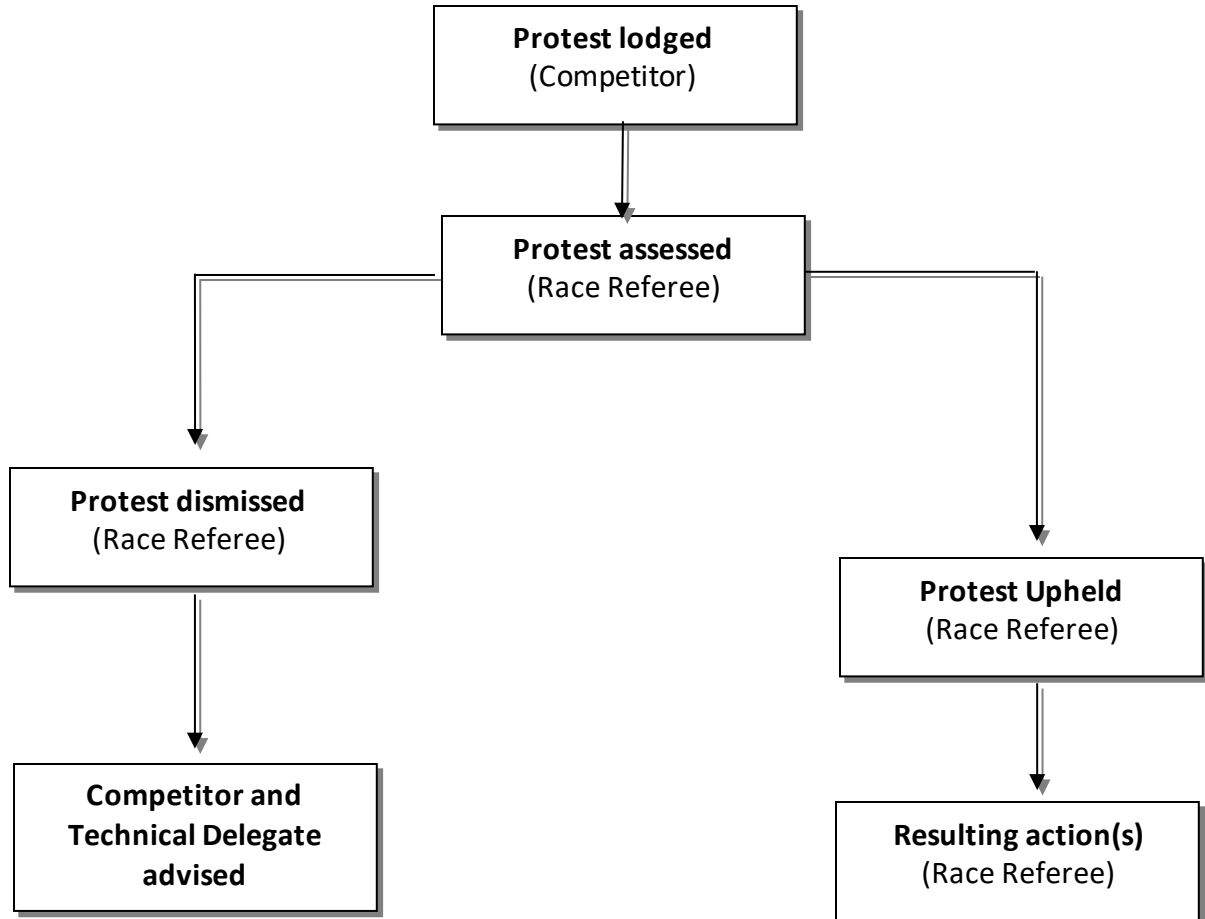 Protest lodged
(Competitor)
Protest assessed
(Race Referee)
Protest dismissed
(Race Referee)
Protest Upheld
(Race Referee)
Competitor and
Technical Delegate
advised
Resulting action(s)
(Race Referee)